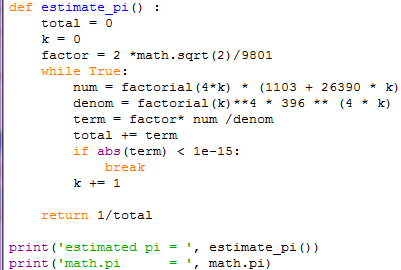 def estimate_pi() :
    total = 0
    k = 0
    factor = 2 *math.sqrt(2)/9801
    while True:
        num = factorial(4*k) * (1103 + 26390 * k)
        denom = factorial(k)**4 * 396 ** (4 * k)
        term = factor* num /denom
        total += term
        if abs(term) < 1e-15:
            break
        k += 1

    return 1/total

print('estimated pi = ', estimate_pi())
print('math.pi      = ', math.pi)